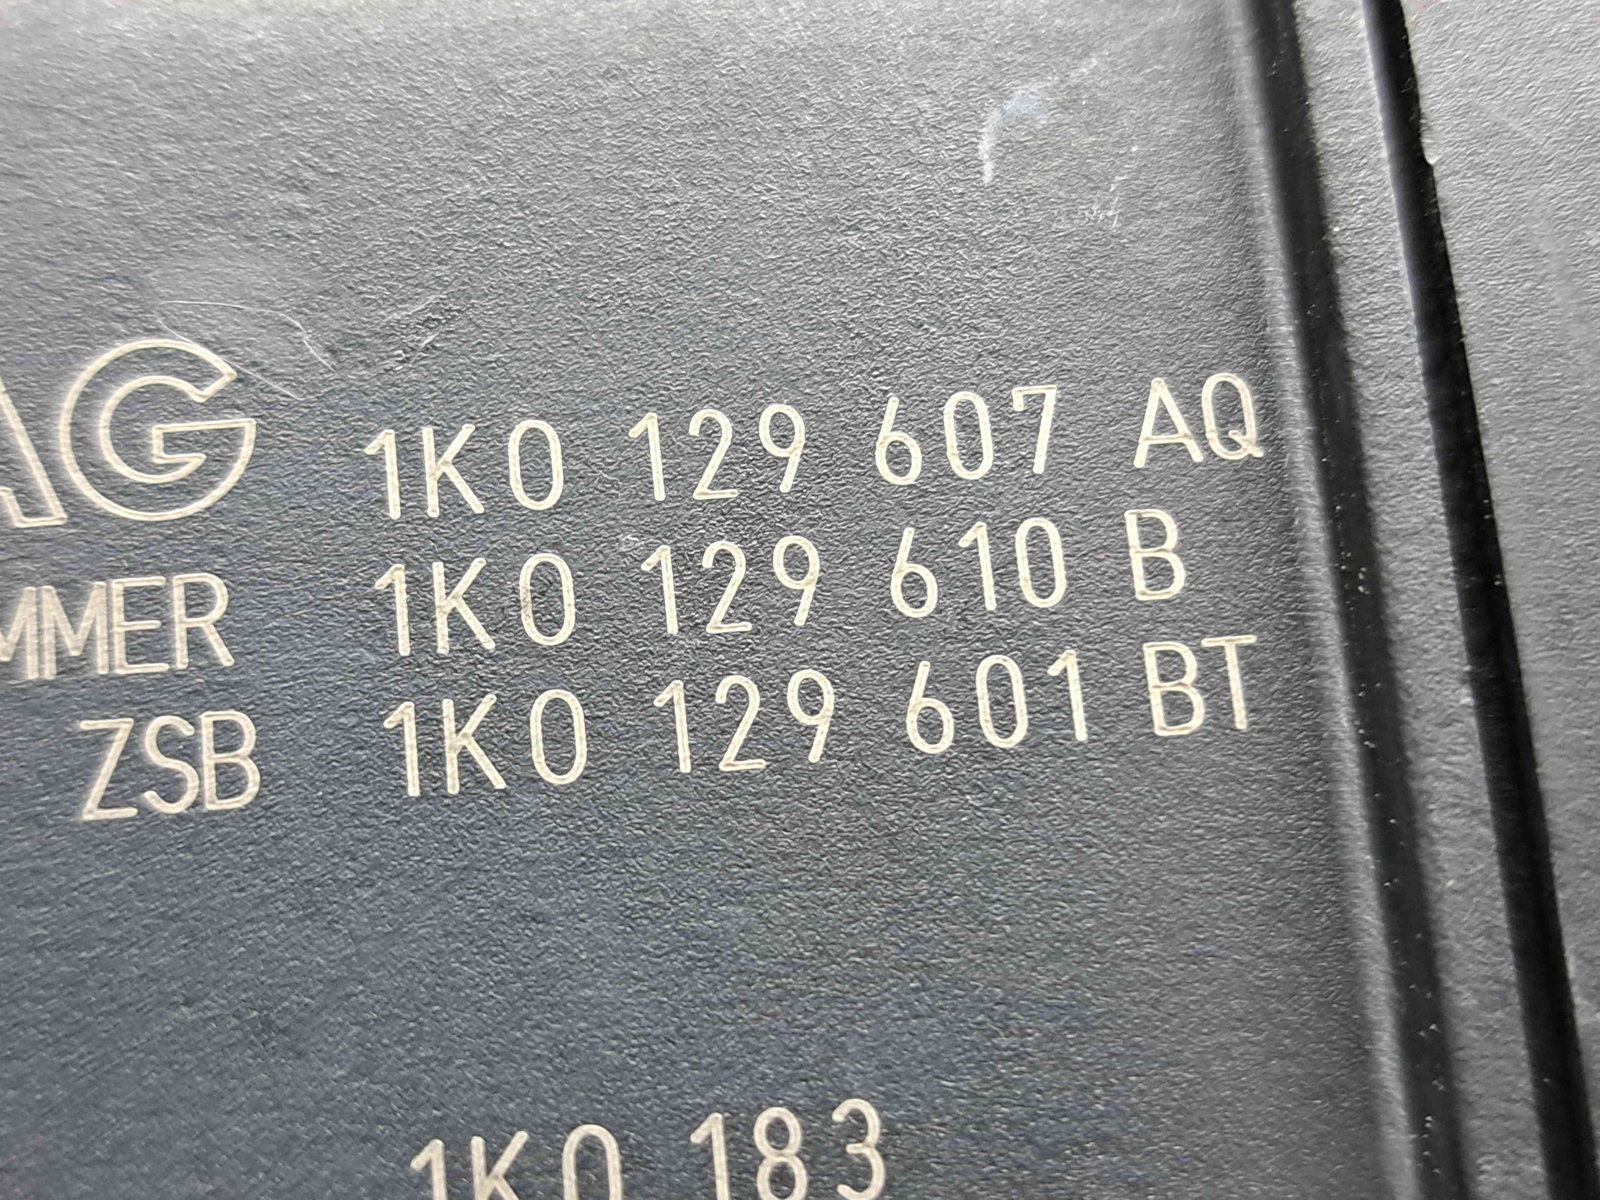 AG 1K0 129 607 AQ
MMER 1K0 129 610 B
ZSB 1K0 129 601 BT
1K0 183